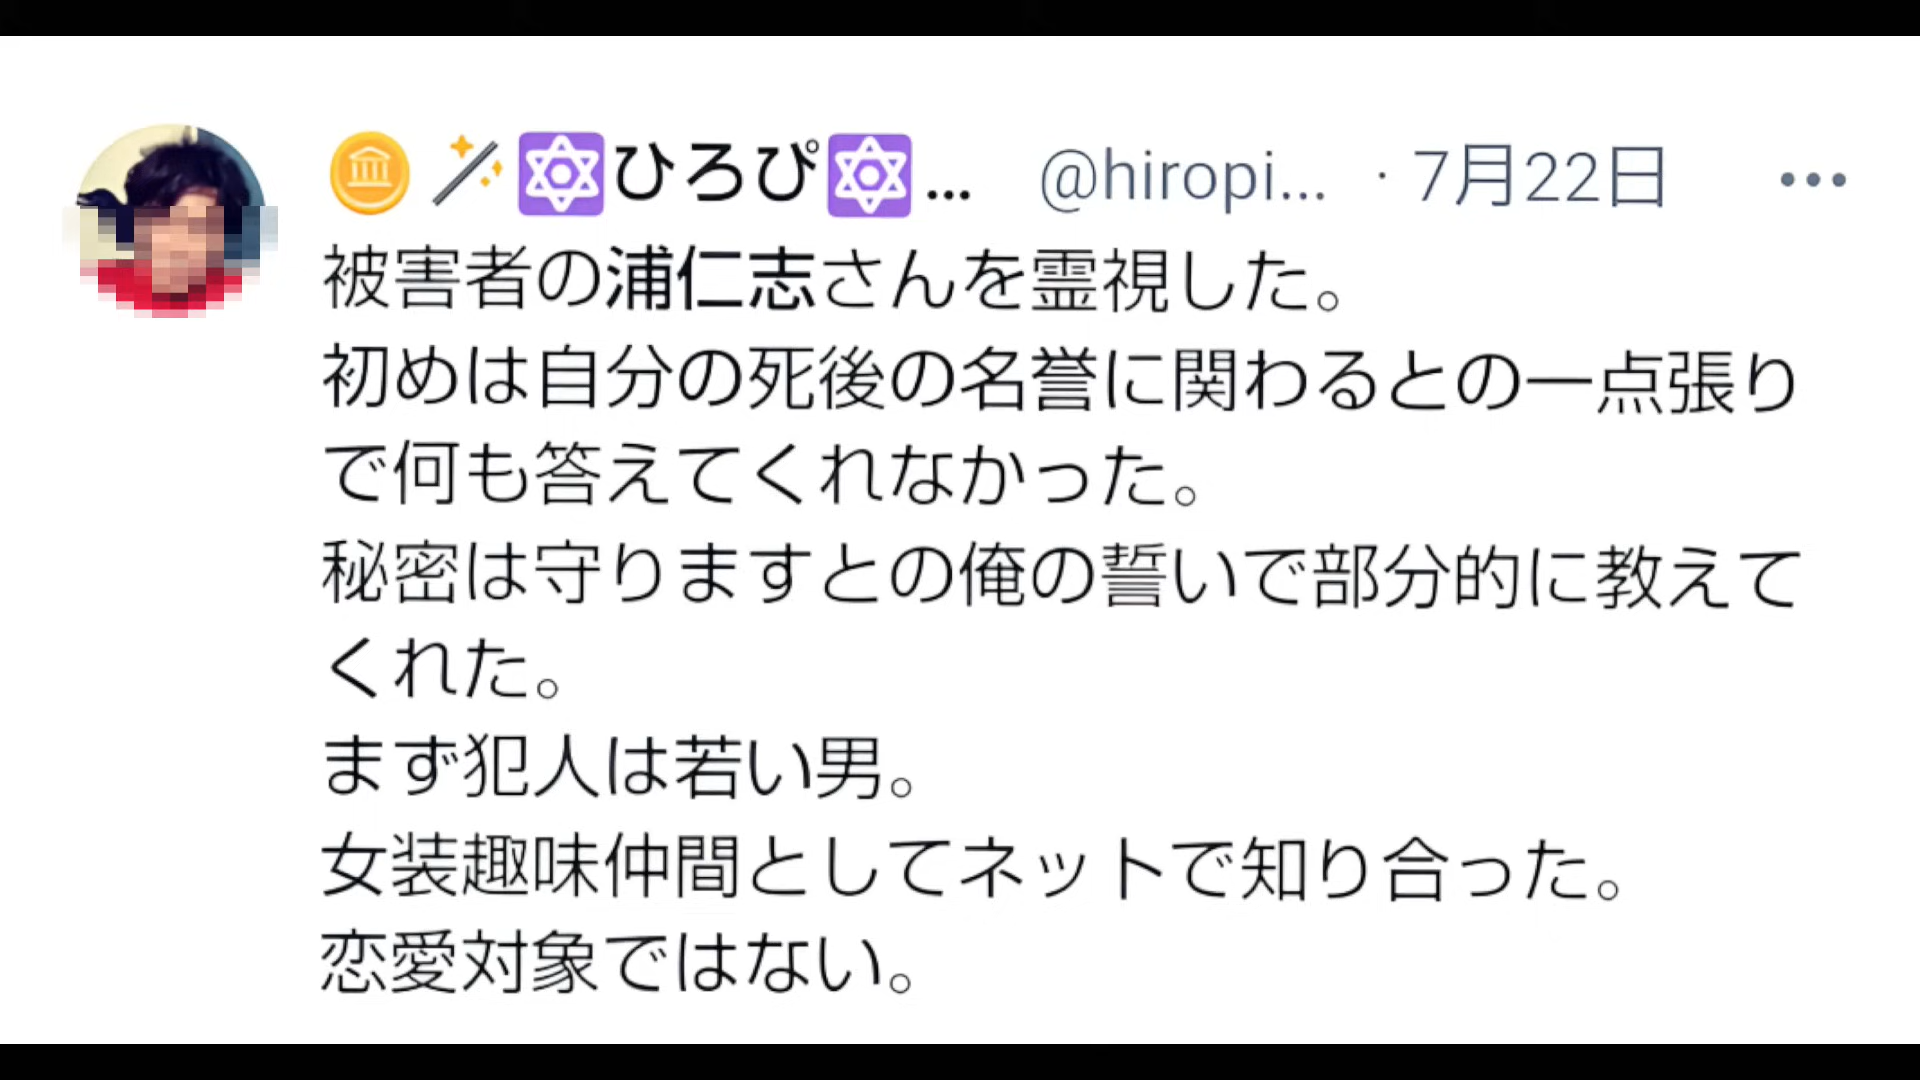 🪙 🪄🔯ひろぴ🔯... @hiropi... · 7月22日
被害者の浦仁志さんを霊視した。
初めは自分の死後の名誉に関わるとの一点張り
で何も答えてくれなかった。
秘密は守りますとの俺の誓いで部分的に教えて
くれた。
まず犯人は若い男。
女装趣味仲間としてネットで知り合った。
恋愛対象ではない。